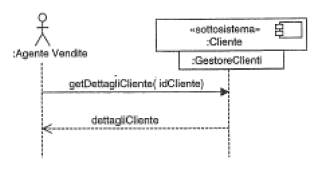 «sottosistema»
:Cliente
:Agente Vendite
:GestoreClienti
getDettagliCliente( idCliente)
dettagliCliente